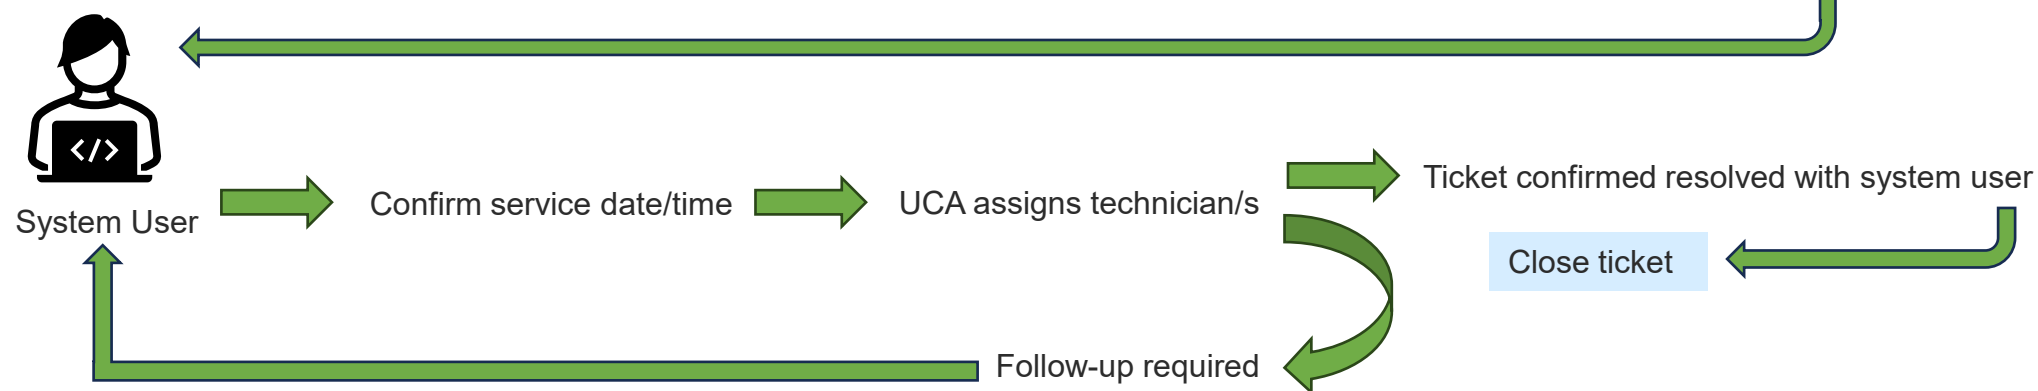 </>
System User
Confirm service date/time
UCA assigns technician/s
Ticket confirmed resolved with system user
Close ticket
Follow-up required